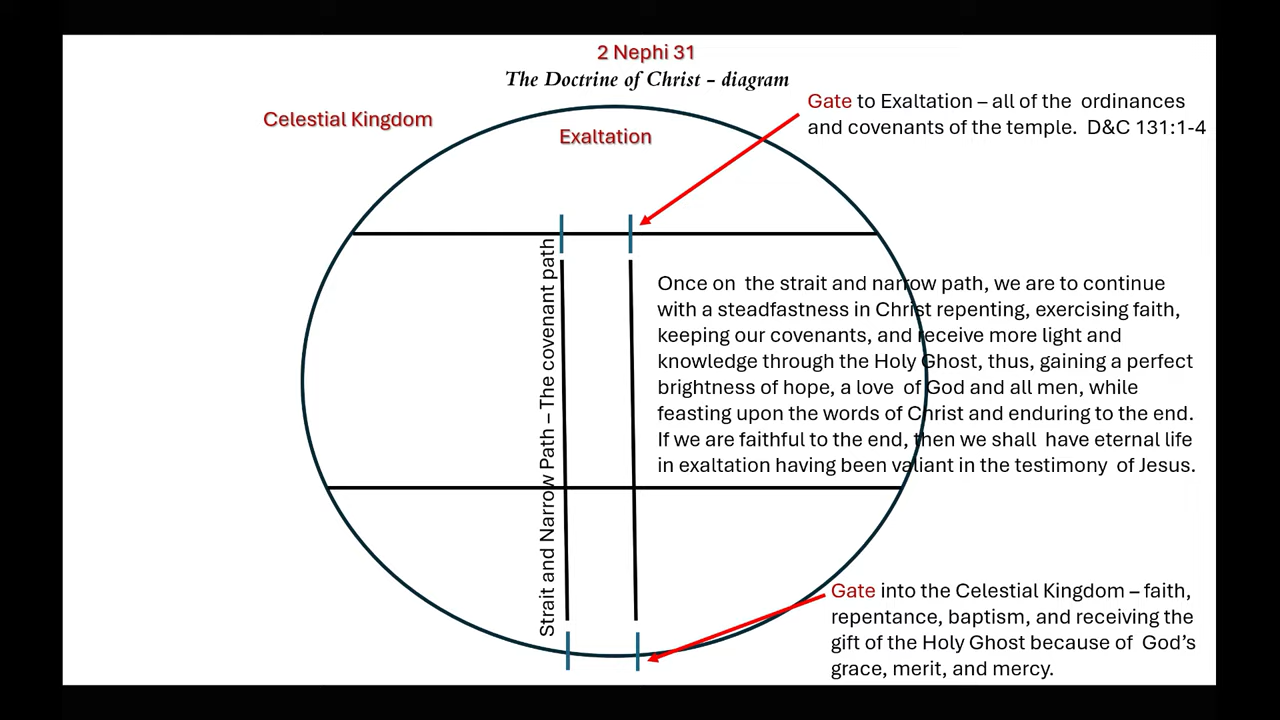 2 Nephi 31
The Doctrine of Christ – diagram
Celestial Kingdom
Exaltation
Gate to Exaltation – all of the ordinances
and covenants of the temple. D&C 131:1-4
Strait and Narrow Path – The covenant path
Once on the strait and narrow path, we are to continue
with a steadfastness in Christ repenting, exercising faith,
keeping our covenants, and receive more light and
knowledge through the Holy Ghost, thus, gaining a perfect
brightness of hope, a love of God and all men, while
feasting upon the words of Christ and enduring to the end.
If we are faithful to the end, then we shall have eternal life
in exaltation having been valiant in the testimony of Jesus.
Gate into the Celestial Kingdom – faith,
repentance, baptism, and receiving the
gift of the Holy Ghost because of God’s
grace, merit, and mercy.